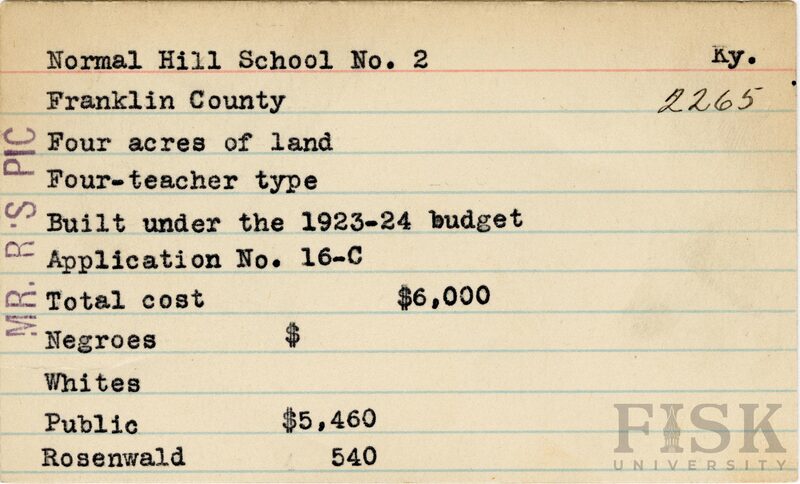 Normal Hill School No. 2 Ky.
Franklin County 2265
Four acres of land
Four-teacher type
Built under the 1923-24 budget
Application No. 16-C
Total cost $6,000
Negroes $
Whites
Public $5,460
Rosenwald 540
MR. R'S PIC
FISK
UNIVERSITY